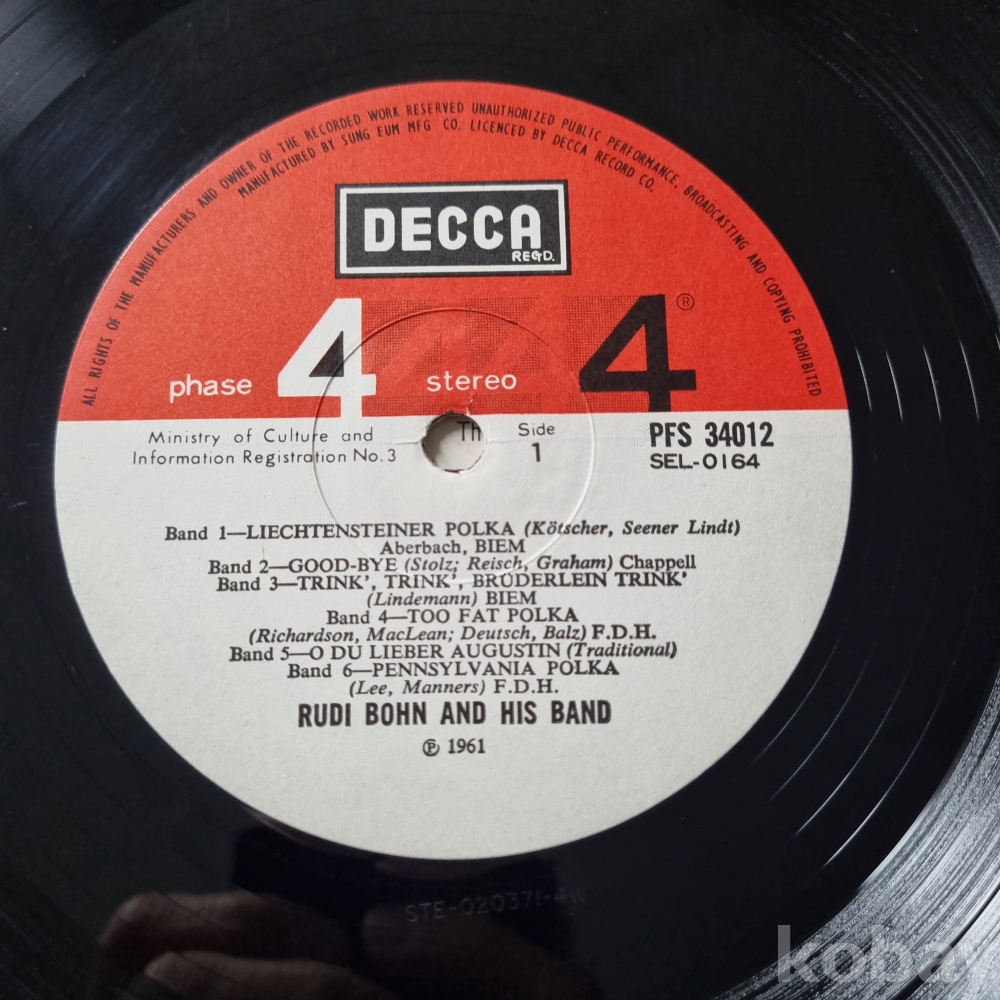 ALL RIGHTS OF THE MANUFACTURERS AND OWNER OF THE RECORDED WORK RESERVED UNAUTHORIZED PUBLIC PERFORMANCE, BROADCASTING AND COPYING PROHIBITED
MANUFACTURED BY SUNG EUM MFG CO. LICENCED BY DECCA RECORD CO.
DECCA
REGD.
phase 4 stereo 4 ®
Ministry of Culture and
Information Registration No.3
Th
Side
1
PFS 34012
SEL-0164
Band 1—LIECHTENSTEINER POLKA (Kötscher, Seener Lindt)
Aberbach, BIEM
Band 2—GOOD-BYE (Stolz; Reisch, Graham) Chappell
Band 3—TRINK', TRINK', BRÜDERLEIN TRINK'
(Lindemann) BIEM
Band 4—TOO FAT POLKA
(Richardson, MacLean; Deutsch, Balz) F.D.H.
Band 5—O DU LIEBER AUGUSTIN (Traditional)
Band 6—PENNSYLVANIA POLKA
(Lee, Manners) F.D.H.
RUDI BOHN AND HIS BAND
℗ 1961
STE-020371-4
kobay